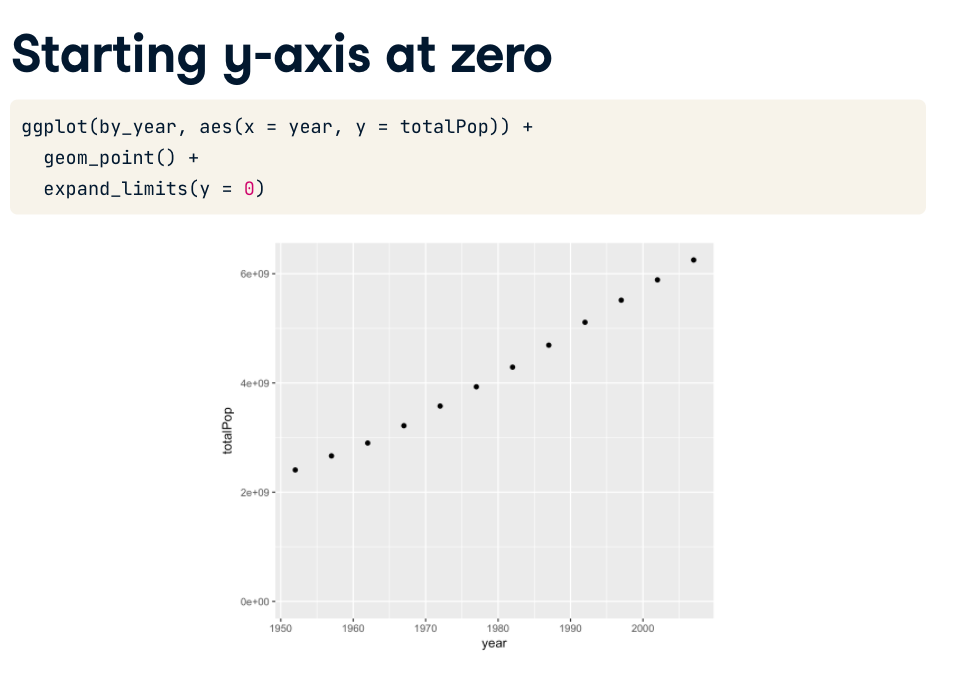 Starting y-axis at zero
ggplot(by_year, aes(x = year, y = totalPop)) +
  geom_point() +
  expand_limits(y = 0)
6e+09
4e+09
totalPop
2e+09
0e+00
1950 1960 1970 1980 1990 2000
year